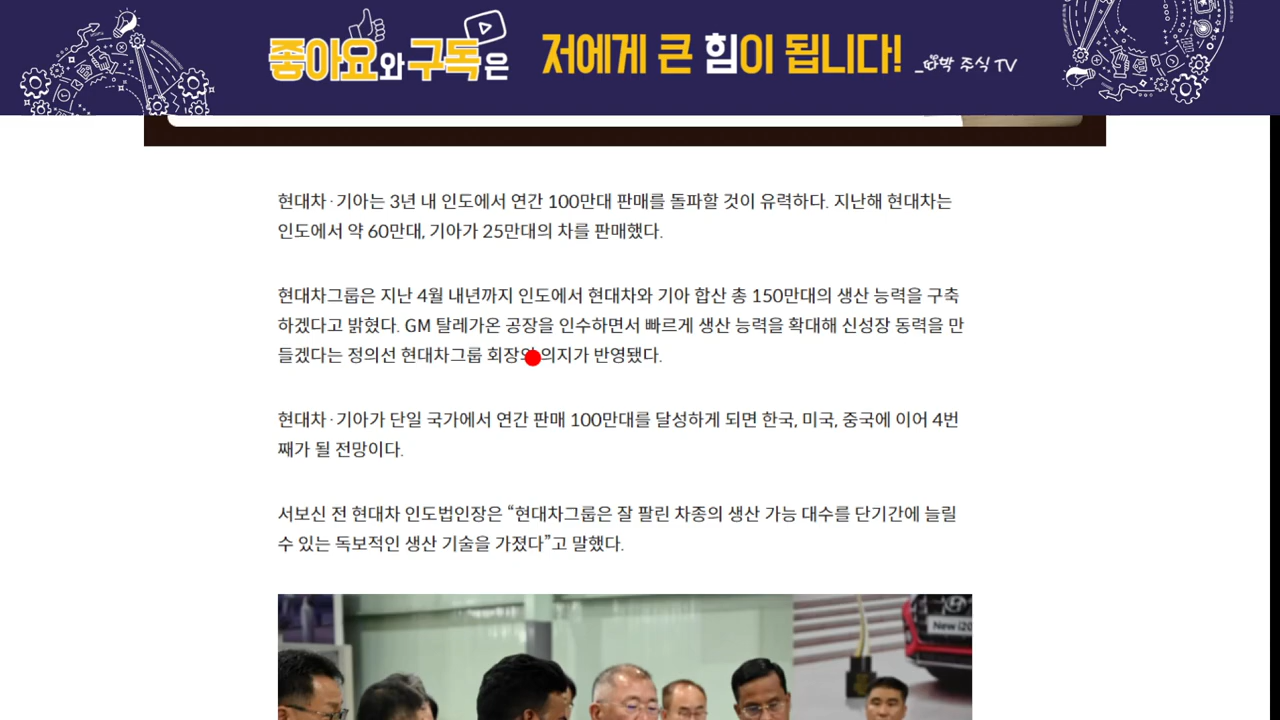 좋아요와 구독은 저에게 큰 힘이 됩니다! _호박 주식 TV
현대차·기아는 3년 내 인도에서 연간 100만대 판매를 돌파할 것이 유력하다. 지난해 현대차는
인도에서 약 60만대, 기아가 25만대의 차를 판매했다.
현대차그룹은 지난 4월 내년까지 인도에서 현대차와 기아 합산 총 150만대의 생산 능력을 구축
하겠다고 밝혔다. GM 탈레가온 공장을 인수하면서 빠르게 생산 능력을 확대해 신성장 동력을 만
들겠다는 정의선 현대차그룹 회장의 의지가 반영됐다.
현대차·기아가 단일 국가에서 연간 판매 100만대를 달성하게 되면 한국, 미국, 중국에 이어 4번
째가 될 전망이다.
서보신 전 현대차 인도법인장은 “현대차그룹은 잘 팔린 차종의 생산 가능 대수를 단기간에 늘릴
수 있는 독보적인 생산 기술을 가졌다”고 말했다.
New i20